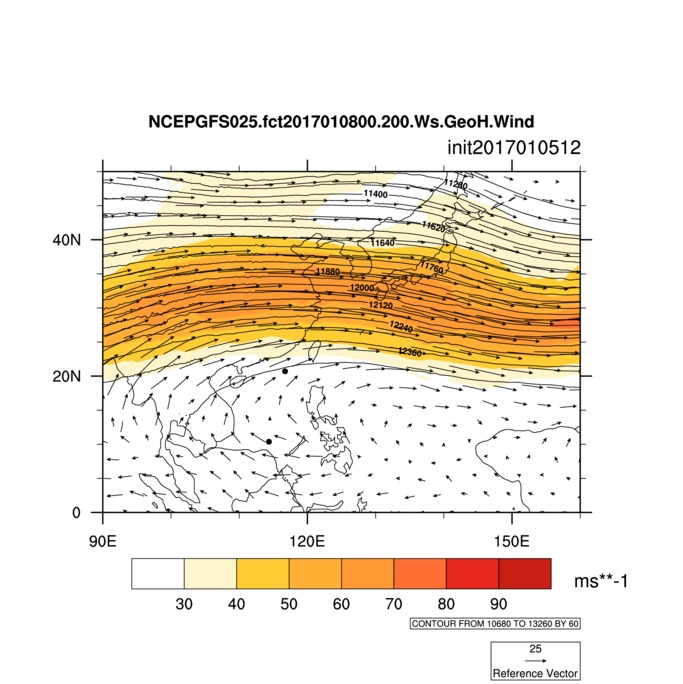 NCEPGFS025.fct2017010800.200.Ws.GeoH.Wind
init2017010512
11280
11400
11520
11640
11760
11880
12000
12120
12240
12360
40N
20N
0
90E 120E 150E
30 40 50 60 70 80 90
ms**-1
CONTOUR FROM 10680 TO 13260 BY 60
25
Reference Vector